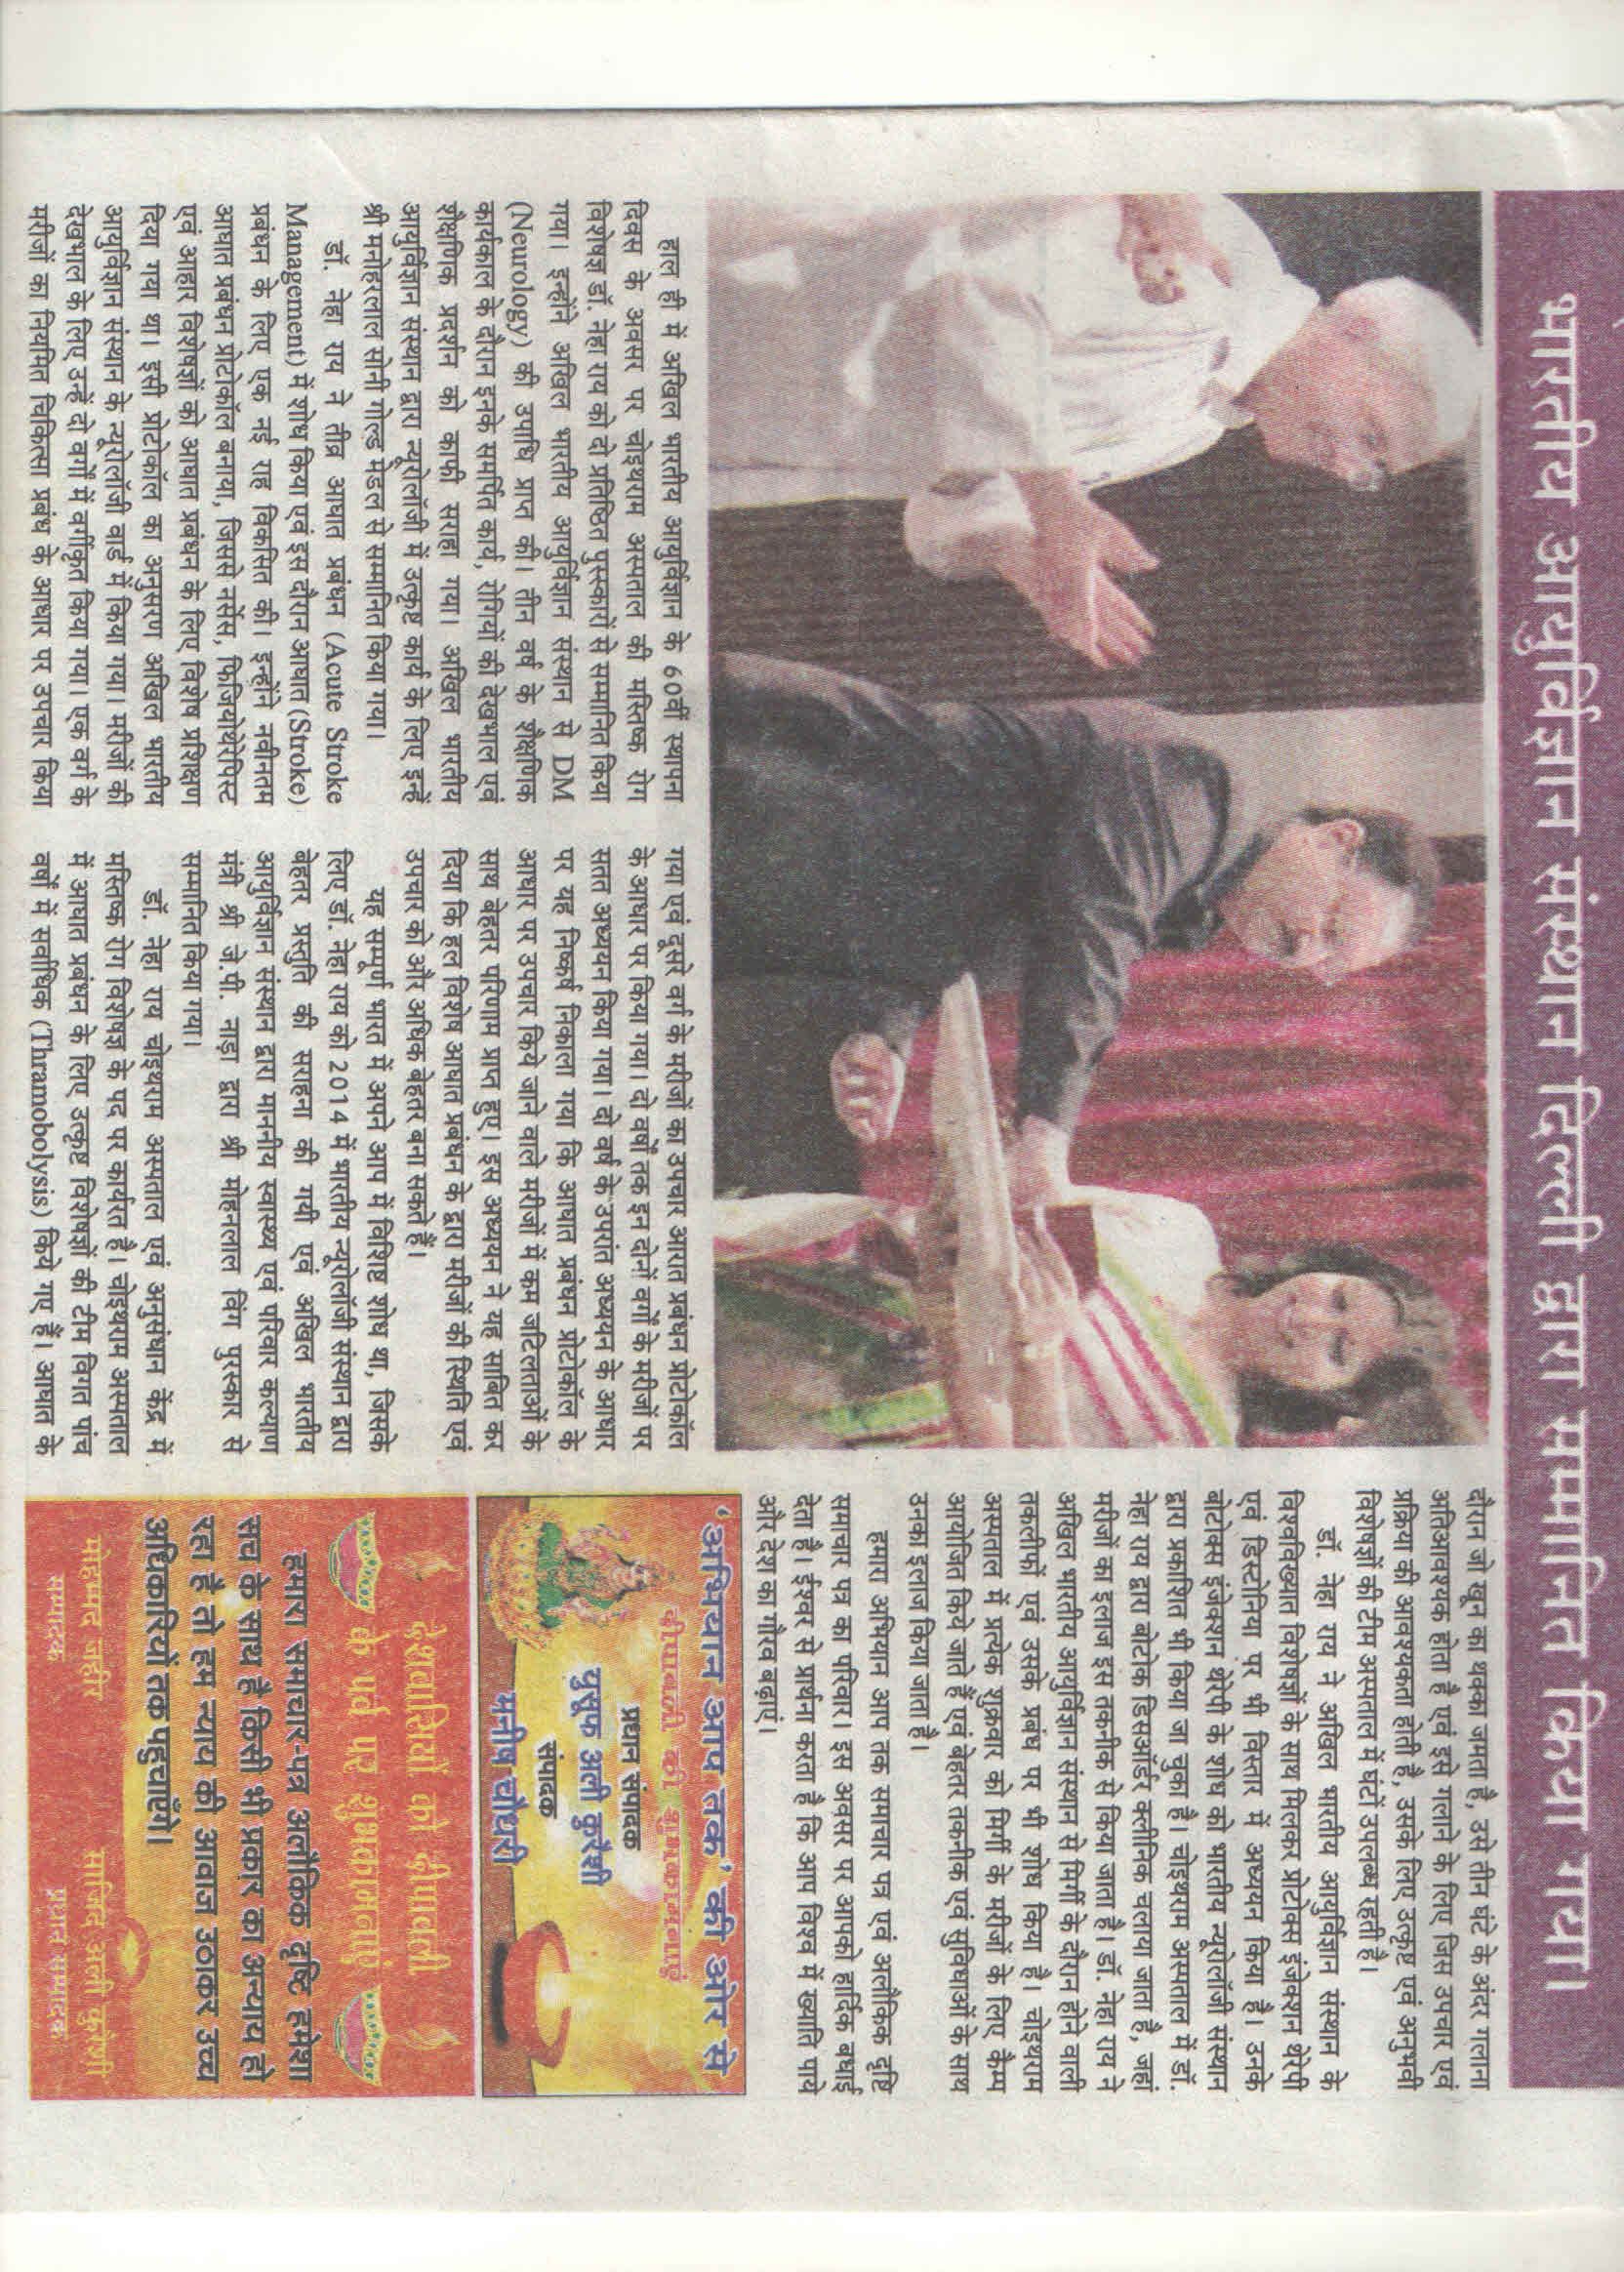 भारतीय आयुर्विज्ञान संस्थान दिल्ली द्वारा सम्मानित किया गया।
हाल ही में अखिल भारतीय आयुर्विज्ञान के 60वीं स्थापना
दिवस के अवसर पर चोइथराम अस्पताल की मस्तिष्क रोग
विशेषज्ञ डॉ. नेहा राय को दो प्रतिष्ठित पुस्कारों से सम्मानित किया
गया। इन्होंने अखिल भारतीय आयुर्विज्ञान संस्थान से DM
(Neurology) की उपाधि प्राप्त की। तीन वर्ष के शैक्षणिक
कार्यकाल के दौरान इनके समर्पित कार्य, रोगियों की देखभाल एवं
शैक्षणिक प्रदर्शन को काफी सराहा गया। अखिल भारतीय
आयुर्विज्ञान संस्थान द्वारा न्यूरोलॉजी में उत्कृष्ट कार्य के लिए इन्हें
श्री मनोहरलाल सोनी गोल्ड मेडल से सम्मानित किया गया।
डॉ. नेहा राय ने तीव्र आघात प्रबंधन (Acute Stroke
Management) में शोध किया एवं इस दौरान आघात (Stroke)
प्रबंधन के लिए एक नई राह विकसित की। इन्होंने नवीनतम
आघात प्रबंधन प्रोटोकॉल बनाया, जिससे नर्सेस, फिजियोथेरेपिस्ट
एवं आहार विशेषज्ञों को आघात प्रबंधन के लिए विशेष प्रशिक्षण
दिया गया था। इसी प्रोटोकॉल का अनुसरण अखिल भारतीय
आयुर्विज्ञान संस्थान के न्यूरोलॉजी वार्ड में किया गया। मरीजों की
देखभाल के लिए उन्हें दो वर्गों में वर्गीकृत किया गया। एक वर्ग के
मरीजों का नियमित चिकित्सा प्रबंध के आधार पर उपचार किया
गया एवं दूसरे वर्ग के मरीजों का उपचार आरात प्रबंधन प्रोटोकॉल
के आधार पर किया गया। दो वर्षों तक इन दोनों वर्गों के मरीजों पर
सतत अध्ययन किया गया। दो वर्ष के उपरांत अध्ययन के आधार
पर यह निष्कर्ष निकाला गया कि आघात प्रबंधन प्रोटोकॉल के
आधार पर उपचार किये जाने वाले मरीजों में कम जटिलताओं के
साथ बेहतर परिणाम प्राप्त हुए। इस अध्ययन ने यह साबित कर
दिया कि हल विशेष आघात प्रबंधन के द्वारा मरीजों की स्थिति एवं
उपचार को और अधिक बेहतर बना सकते हैं।
यह सम्पूर्ण भारत में अपने आप में विशिष्ट शोध था, जिसके
लिए डॉ. नेहा राय को 2014 में भारतीय न्यूरोलॉजी संस्थान द्वारा
बेहतर प्रस्तुति की सराहना की गयी एवं अखिल भारतीय
आयुर्विज्ञान संस्थान द्वारा माननीय स्वास्थ्य एवं परिवार कल्याण
मंत्री श्री जे.पी. नाड़ा द्वारा श्री मोहनलाल विंग पुरस्कार से
सम्मानित किया गया।
डॉ. नेहा राय चोइथराम अस्पताल एवं अनुसंधान केंद्र में
मस्तिष्क रोग विशेषज्ञ के पद पर कार्यरत है। चोइथराम अस्पताल
में आघात प्रबंधन के लिए उत्कृष्ट विशेषज्ञों की टीम विगत पांच
वर्षों में सर्वाधिक (Thramobolysis) किये गए हैं। आघात के
दौरान जो खून का थक्का जमता है, उसे तीन घंटे के अंदर गलाना
अतिआवश्यक होता है एवं इसे गलाने के लिए जिस उपचार एवं
प्रक्रिया की आवश्यकता होती है, उसके लिए उत्कृष्ट एवं अनुभवी
विशेषज्ञों की टीम अस्पताल में घंटों उपलब्ध रहती है।
डॉ. नेहा राय ने अखिल भारतीय आयुर्विज्ञान संस्थान के
विश्वविख्यात विशेषज्ञों के साथ मिलकर प्रोटोक्स इंजेक्शन थेरेपी
एवं डिस्टोनिया पर भी विस्तार में अध्ययन किया है। उनके
बोटोक्स इंजेक्शन थेरेपी के शोध को भारतीय न्यूरोलॉजी संस्थान
द्वारा प्रकाशित भी किया जा चुका है। चोइथराम अस्पताल में डॉ.
नेहा राय द्वारा बोटोक डिसऑर्डर क्लीनिक चलाया जाता है, जहां
मरीजों का इलाज इस तकनीक से किया जाता है। डॉ. नेहा राय ने
अखिल भारतीय आयुर्विज्ञान संस्थान से मिर्गी के दौरान होने वाली
तकलीफों एवं उसके प्रबंध पर भी शोध किया है। चोइथराम
अस्पताल में प्रत्येक शुक्रवार को मिर्गी के मरीजों के लिए कैम्प
आयोजित किये जाते हैं एवं बेहतर तकनीक एवं सुविधाओं के साथ
उनका इलाज किया जाता है।
हमारा अभियान आप तक समाचार पत्र एवं अलौकिक दृष्टि
समाचार पत्र का परिवार। इस अवसर पर आपको हार्दिक बधाई
देता है। ईश्वर से प्रार्थना करता है कि आप विश्व में ख्याति पाये
और देश का गौरव बढ़ाएं।
'अभियान आप तक' की ओर से
दीपावली की शुभकामनाएं
प्रधान संपादक
युसूफ अली कुरैशी
संपादक
मनीष चौधरी
देशवासियों को दीपावली
के पर्व पर शुभकामनाएं
हमारा समाचार-पत्र अलौकिक दृष्टि हमेशा
सच के साथ है किसी भी प्रकार का अन्याय हो
रहा है तो हम न्याय की आवाज उठाकर उच्च
अधिकारियों तक पहुचाएँगे।
मोहम्मद जहीर
सम्पादक
साजिद अली कुरैशी
प्रधान सम्पादक